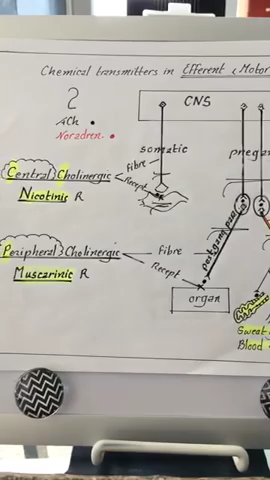 Chemical transmitters in Efferent (Motor
2
ACh
Noradren.
CNS
somatic
pregan
fibre
Central Cholinergic
Recept
Nicotinic R
Peripheral Cholinergic
Fibre
postgang
Muscarinic R
Recept
organ
Sweat
Blood